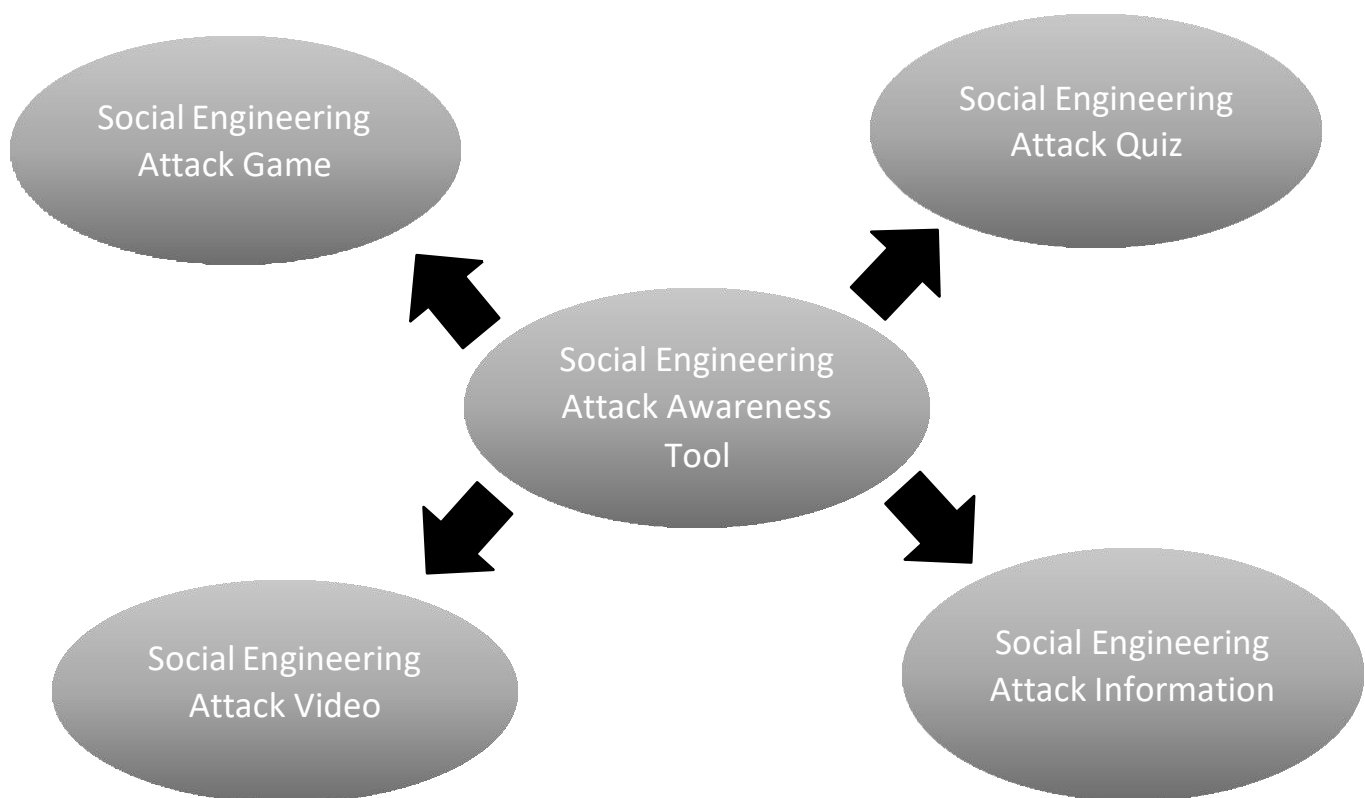 Social Engineering
Attack Game
Social Engineering
Attack Quiz
Social Engineering
Attack Awareness
Tool
Social Engineering
Attack Video
Social Engineering
Attack Information